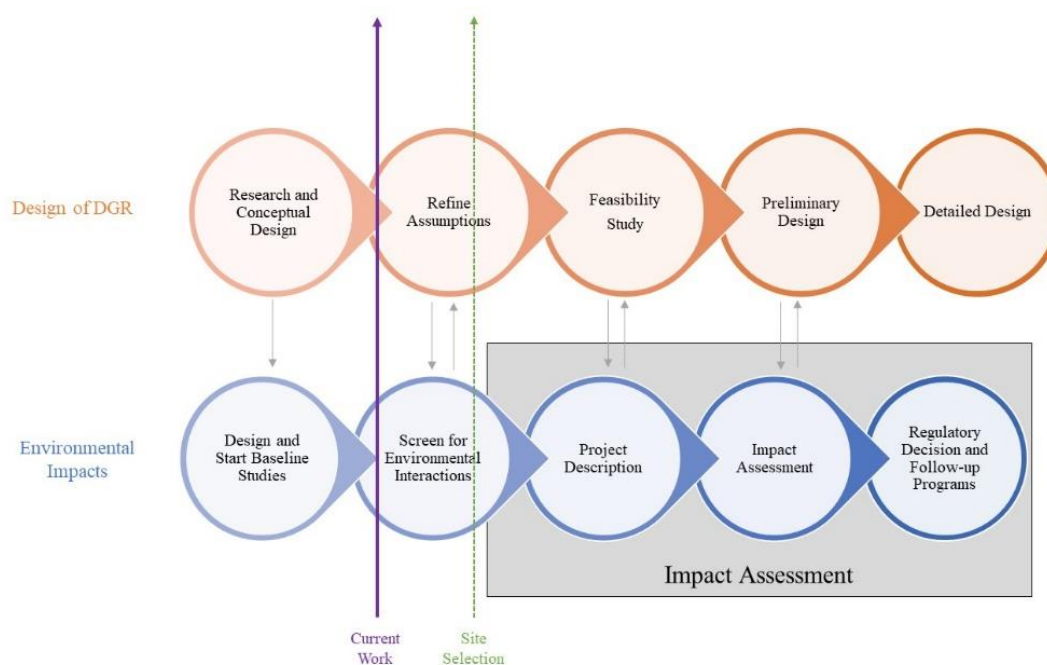 Design of DGR
Research and
Conceptual
Design
Refine
Assumptions
Feasibility
Study
Preliminary
Design
Detailed Design
Environmental
Impacts
Design and
Start Baseline
Studies
Screen for
Environmental
Interactions
Project
Description
Impact
Assessment
Regulatory
Decision and
Follow-up
Programs
Impact Assessment
Current
Work
Site
Selection